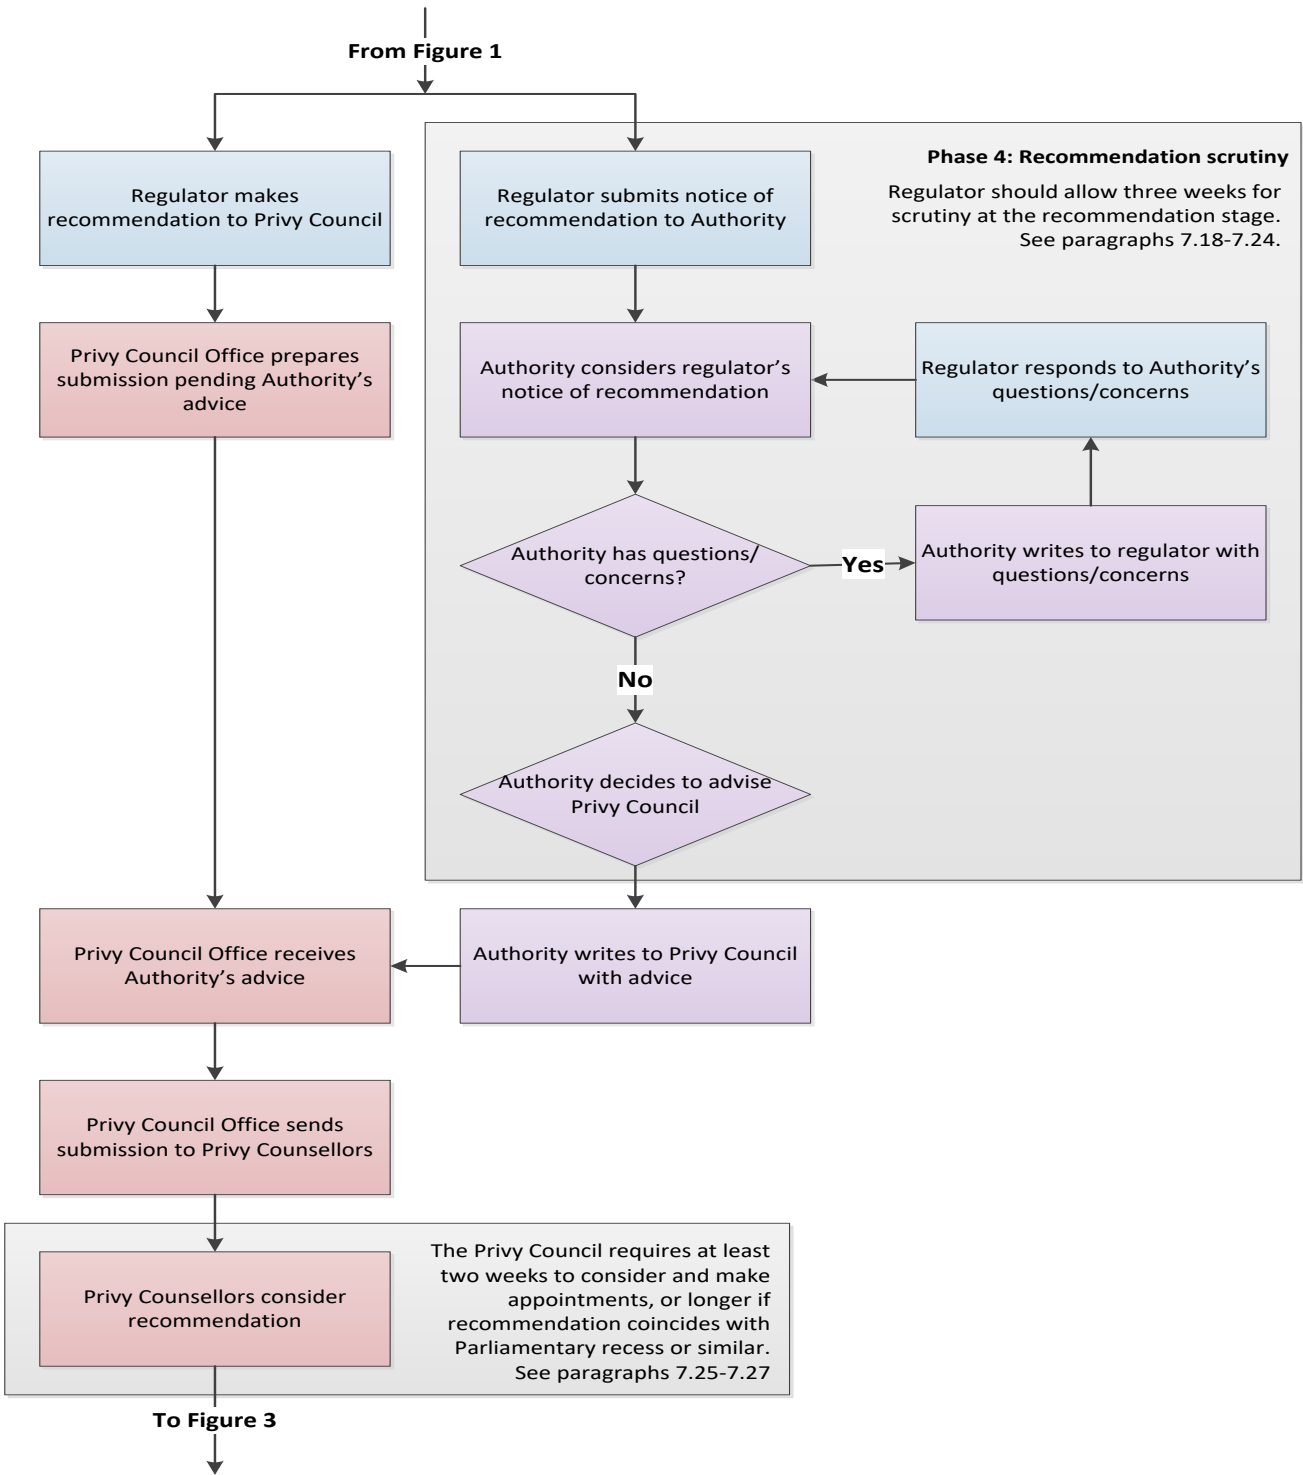 From Figure 1
Regulator makes
recommendation to Privy Council
Regulator submits notice of
recommendation to Authority
Phase 4: Recommendation scrutiny
Regulator should allow three weeks for
scrutiny at the recommendation stage.
See paragraphs 7.18-7.24.
Privy Council Office prepares
submission pending Authority’s
advice
Authority considers regulator’s
notice of recommendation
Regulator responds to Authority’s
questions/concerns
Authority has questions/
concerns?
Yes
Authority writes to regulator with
questions/concerns
No
Authority decides to advise
Privy Council
Privy Council Office receives
Authority’s advice
Authority writes to Privy Council
with advice
Privy Council Office sends
submission to Privy Counsellors
Privy Counsellors consider
recommendation
The Privy Council requires at least
two weeks to consider and make
appointments, or longer if
recommendation coincides with
Parliamentary recess or similar.
See paragraphs 7.25-7.27
To Figure 3